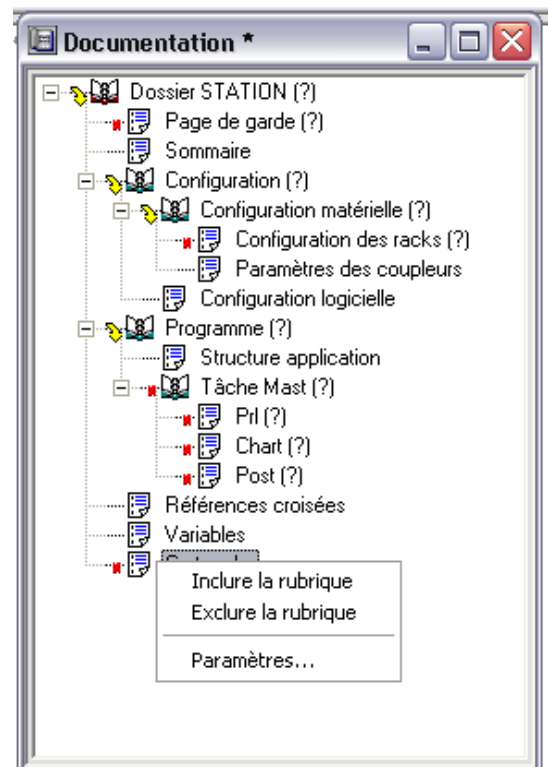 Documentation *
Dossier STATION (?)
Page de garde (?)
Sommaire
Configuration (?)
Configuration matérielle (?)
Configuration des racks (?)
Paramètres des coupleurs
Configuration logicielle
Programme (?)
Structure application
Tâche Mast (?)
Prl (?)
Chart (?)
Post (?)
Références croisées
Variables
Inclure la rubrique
Exclure la rubrique
Paramètres...